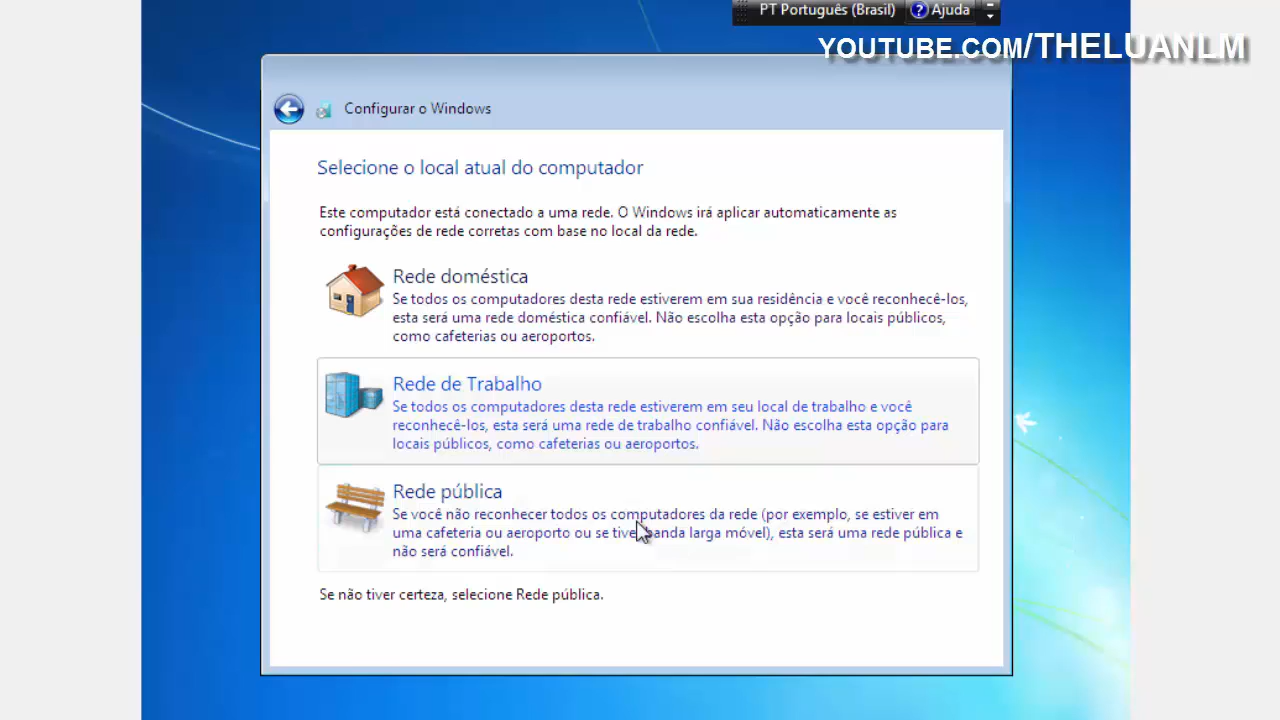 PT Português (Brasil) Ajuda
YOUTUBE.COM/THELUANLM
Configurar o Windows
Selecione o local atual do computador
Este computador está conectado a uma rede. O Windows irá aplicar automaticamente as
configurações de rede corretas com base no local da rede.
Rede doméstica
Se todos os computadores desta rede estiverem em sua residência e você reconhecê-los,
esta será uma rede doméstica confiável. Não escolha esta opção para locais públicos,
como cafeterias ou aeroportos.
Rede de Trabalho
Se todos os computadores desta rede estiverem em seu local de trabalho e você
reconhecê-los, esta será uma rede de trabalho confiável. Não escolha esta opção para
locais públicos, como cafeterias ou aeroportos.
Rede pública
Se você não reconhecer todos os computadores da rede (por exemplo, se estiver em
uma cafeteria ou aeroporto ou se tiver banda larga móvel), esta será uma rede pública e
não será confiável.
Se não tiver certeza, selecione Rede pública.